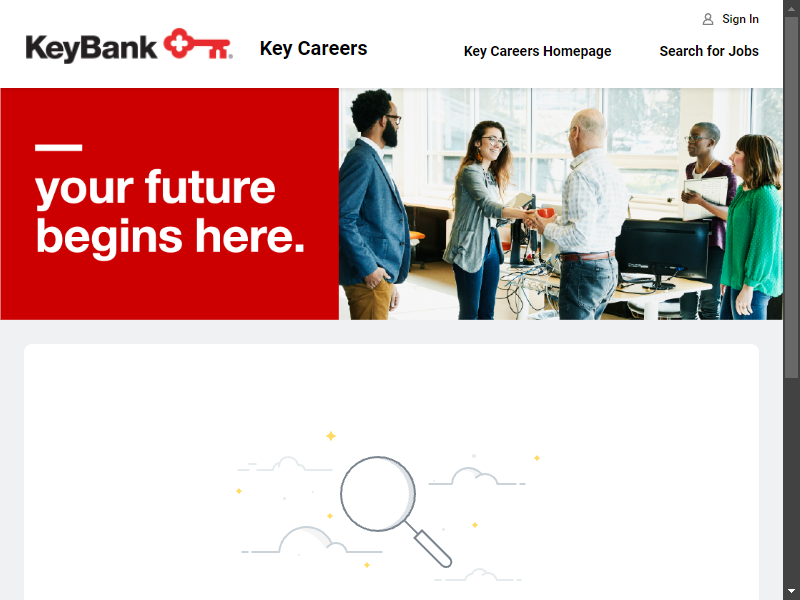 Sign In
KeyBank
Key Careers
Key Careers Homepage
Search for Jobs
your future
begins here.